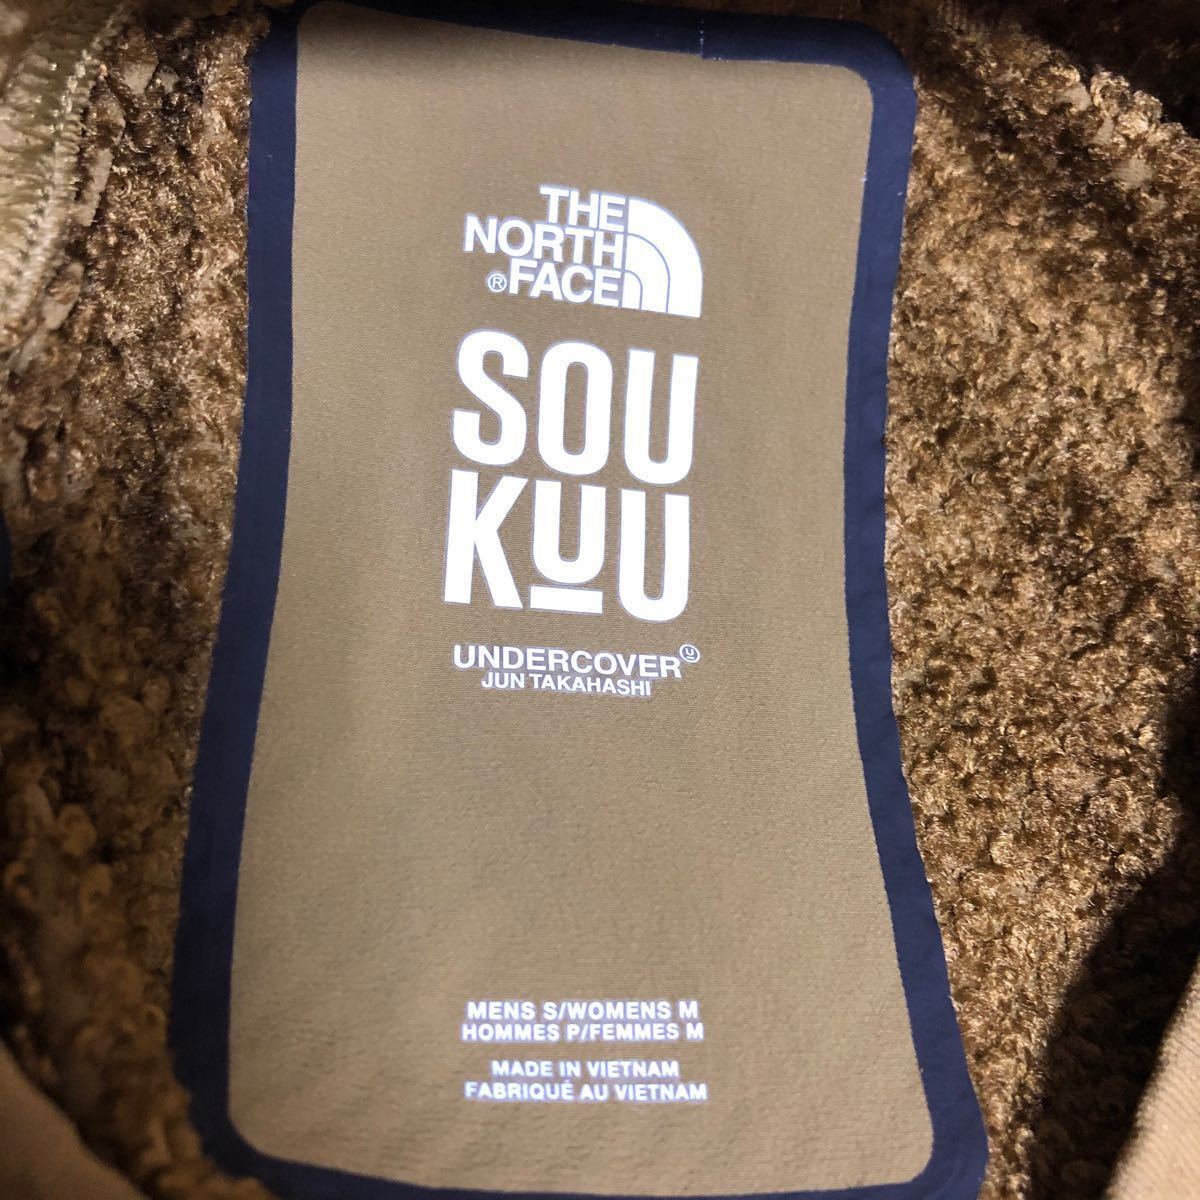 THE
NORTH
®FACE
SOU
KUU
UNDERCOVER
JUN TAKAHASHI
MENS S/WOMENS M
HOMMES P/FEMMES M
MADE IN VIETNAM
FABRIQUÉ AU VIETNAM